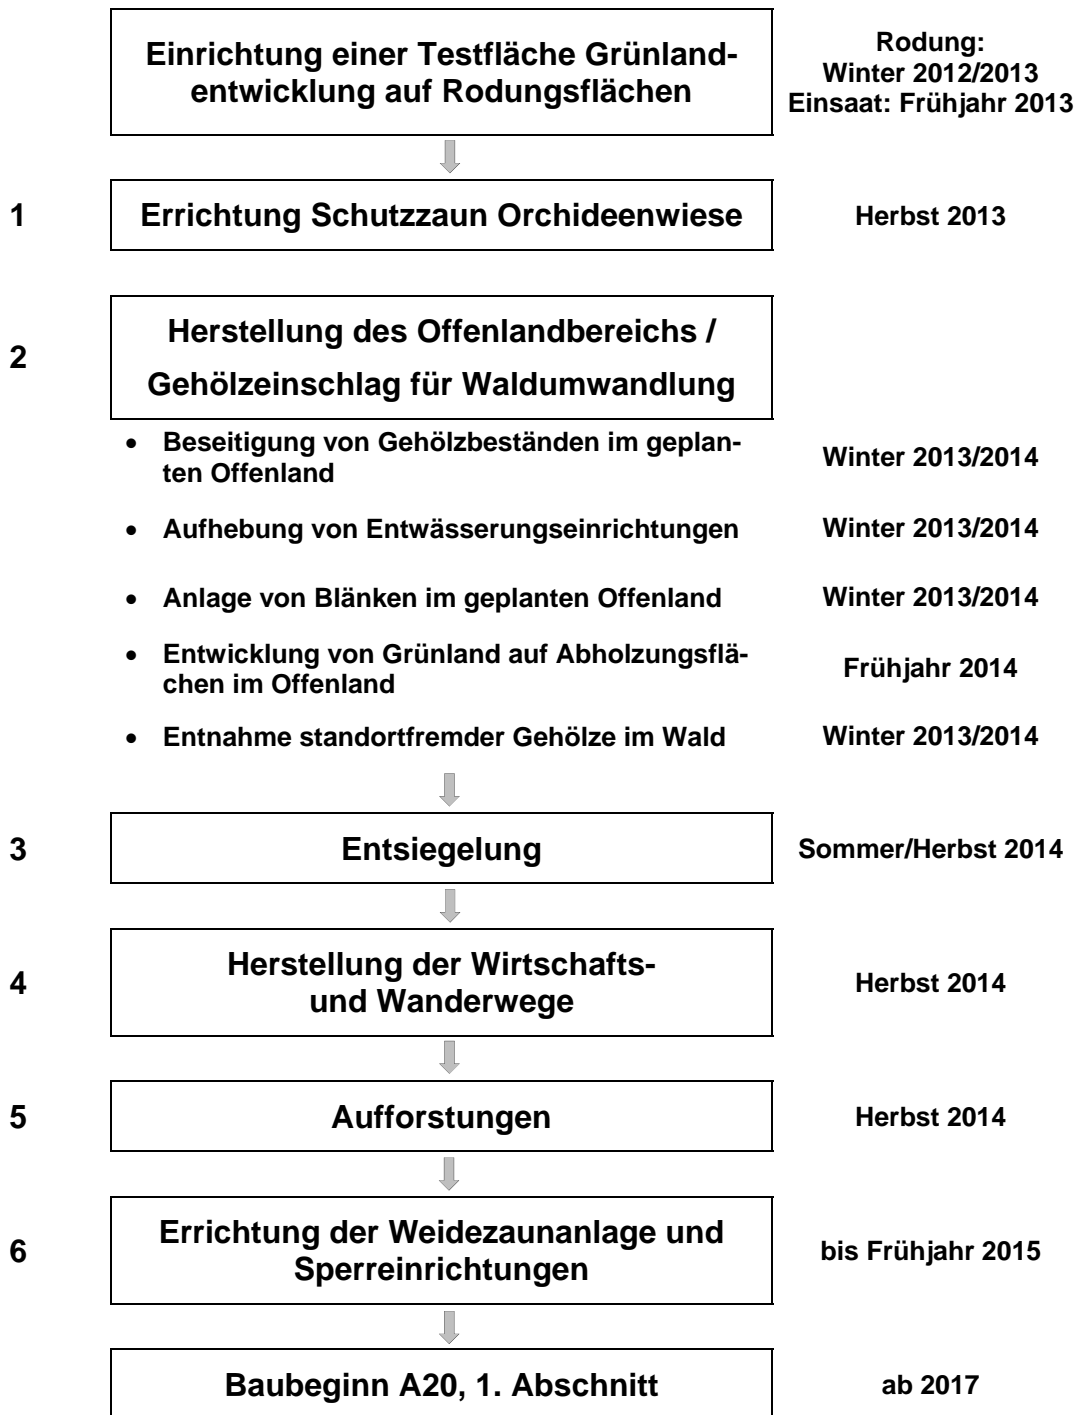 Einrichtung einer Testfläche Grünland-
entwicklung auf Rodungsflächen
Rodung:
Winter 2012/2013
Einsaat: Frühjahr 2013
1
Errichtung Schutzzaun Orchideenwiese
Herbst 2013
2
Herstellung des Offenlandbereichs /
Gehölzeinschlag für Waldumwandlung
• Beseitigung von Gehölzbeständen im geplan-
ten Offenland
Winter 2013/2014
• Aufhebung von Entwässerungseinrichtungen
Winter 2013/2014
• Anlage von Blänken im geplanten Offenland
Winter 2013/2014
• Entwicklung von Grünland auf Abholzungsflä-
chen im Offenland
Frühjahr 2014
• Entnahme standortfremder Gehölze im Wald
Winter 2013/2014
3
Entsiegelung
Sommer/Herbst 2014
4
Herstellung der Wirtschafts-
und Wanderwege
Herbst 2014
5
Aufforstungen
Herbst 2014
6
Errichtung der Weidezaunanlage und
Sperreinrichtungen
bis Frühjahr 2015
Baubeginn A20, 1. Abschnitt
ab 2017